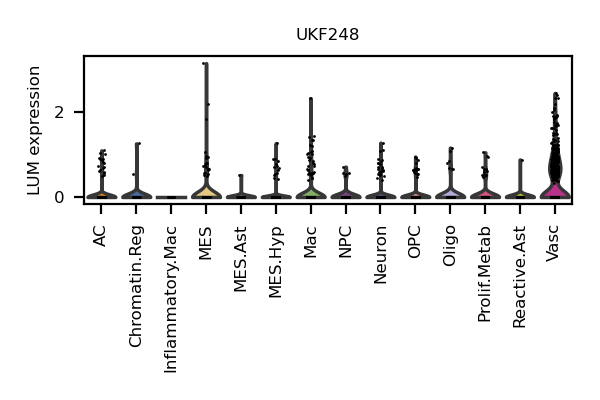 UKF248
LUM expression
2
0
AC
Chromatin.Reg
Inflammatory.Mac
MES
MES.Ast
MES.Hyp
Mac
NPC
Neuron
OPC
Oligo
Prolif.Metab
Reactive.Ast
Vasc